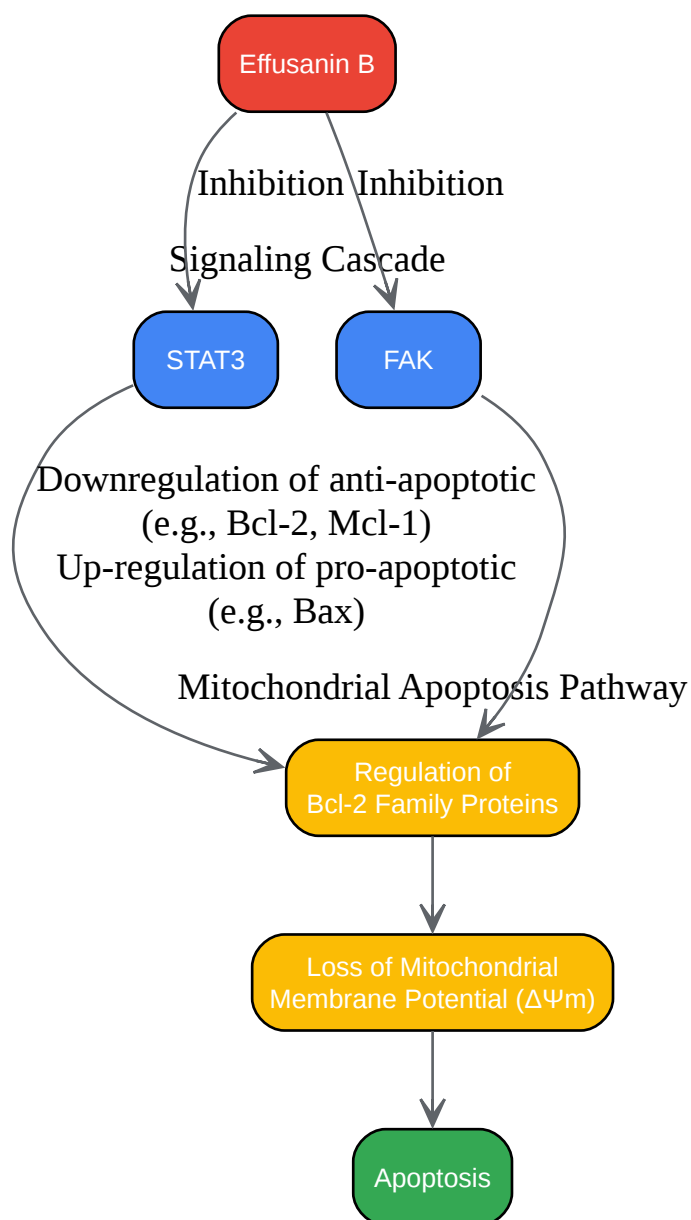 Effusanin B
Inhibition
Inhibition
Signaling Cascade
STAT3
FAK
Downregulation of anti-apoptotic
(e.g., Bcl-2, Mcl-1)
Up-regulation of pro-apoptotic
(e.g., Bax)
Mitochondrial Apoptosis Pathway
Regulation of
Bcl-2 Family Proteins
Loss of Mitochondrial
Membrane Potential (ΔΨm)
Apoptosis